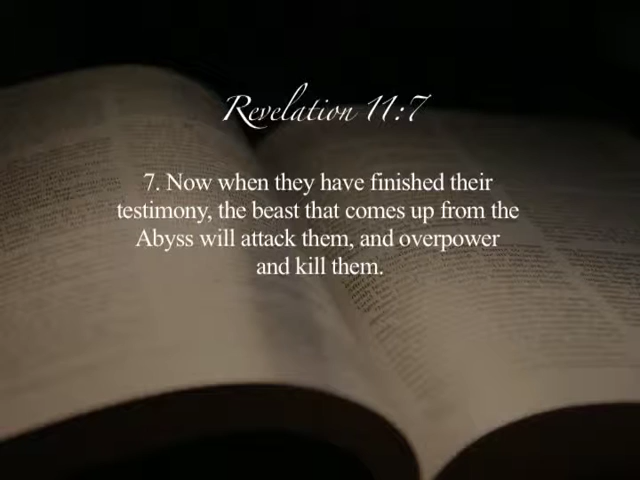 Revelation 11:7
7. Now when they have finished their
testimony, the beast that comes up from the
Abyss will attack them, and overpower
and kill them.